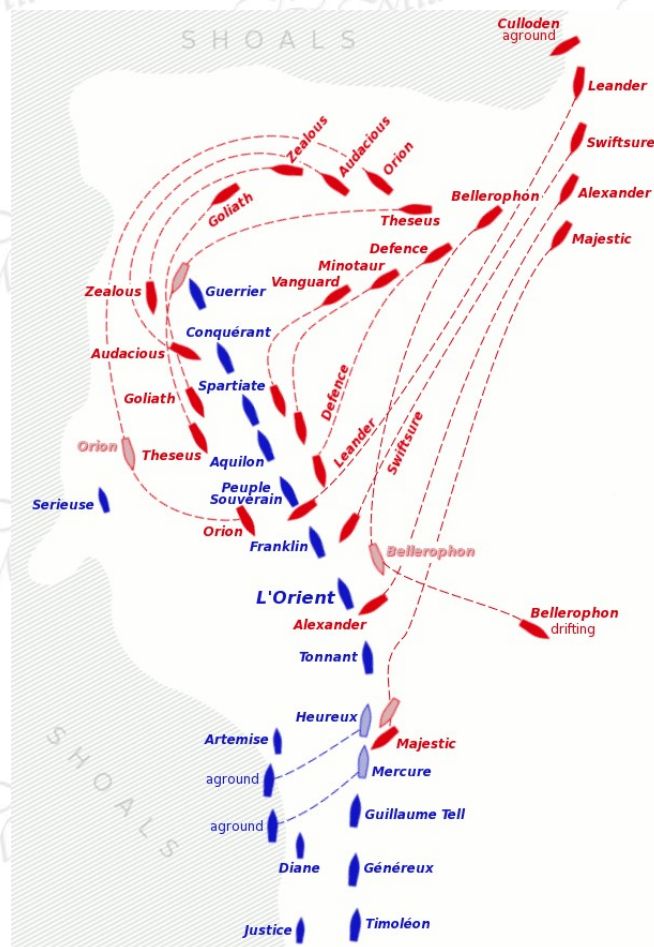 SHOALS
Culloden
aground
Leander
Swiftsure
Alexander
Majestic
Zealous
Audacious
Orion
Goliath
Theseus
Bellerophon
Defence
Minotaur
Vanguard
Zealous
Guerrier
Conquérant
Audacious
Spartiate
Goliath
Defence
Leander
Swiftsure
Orion
Theseus
Aquilon
Peuple
Souverain
Serieuse
Orion
Franklin
Bellerophon
L'Orient
Alexander
Bellerophon
drifting
Tonnant
Heureux
Artemise
Majestic
aground
Mercure
SHOALS
Guillaume Tell
aground
Diane
Généreux
Timoléon
Justice